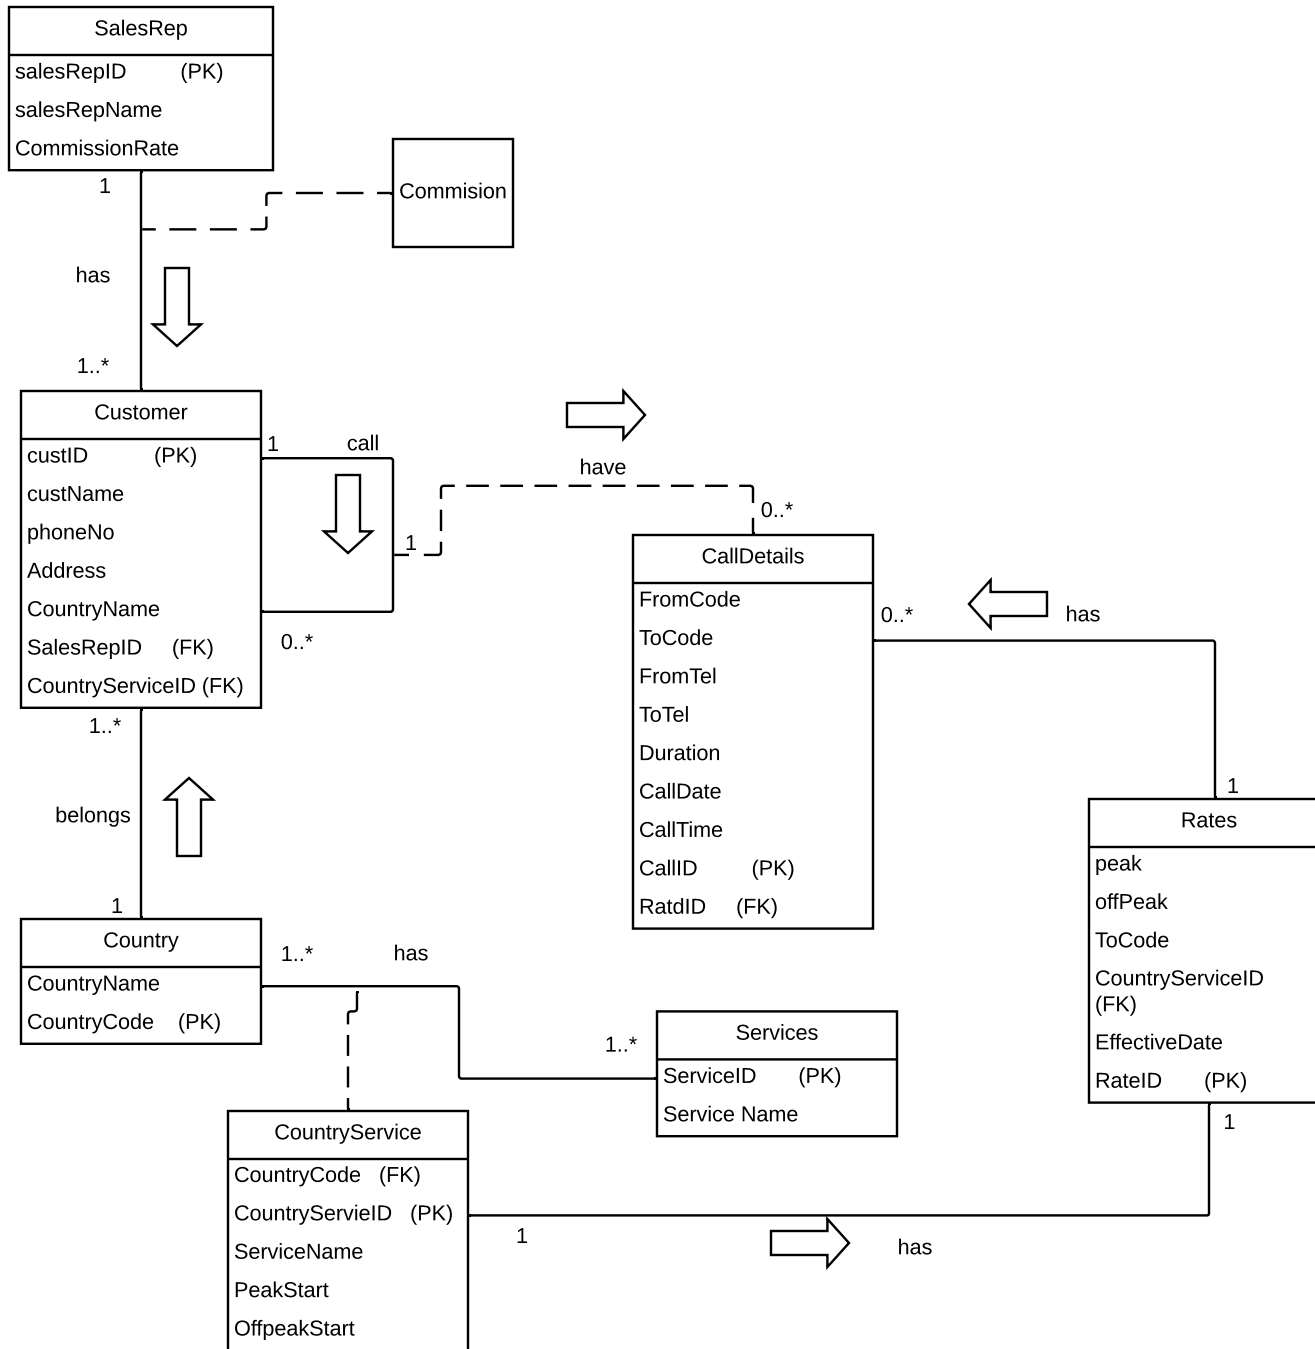 SalesRep
salesRepID (PK)
salesRepName
CommissionRate
1
Commision
has
1..*
Customer
custID (PK)
custName
phoneNo
Address
CountryName
SalesRepID (FK)
CountryServiceID (FK)
1
call
1
0..*
have
0..*
CallDetails
FromCode
ToCode
FromTel
ToTel
Duration
CallDate
CallTime
CallID (PK)
RatdID (FK)
0..*
has
1
Rates
peak
offPeak
ToCode
CountryServiceID
(FK)
EffectiveDate
RateID (PK)
1
1..*
belongs
1
Country
CountryName
CountryCode (PK)
1..*
has
1..*
Services
ServiceID (PK)
Service Name
CountryService
CountryCode (FK)
CountryServieID (PK)
ServiceName
PeakStart
OffpeakStart
1
has